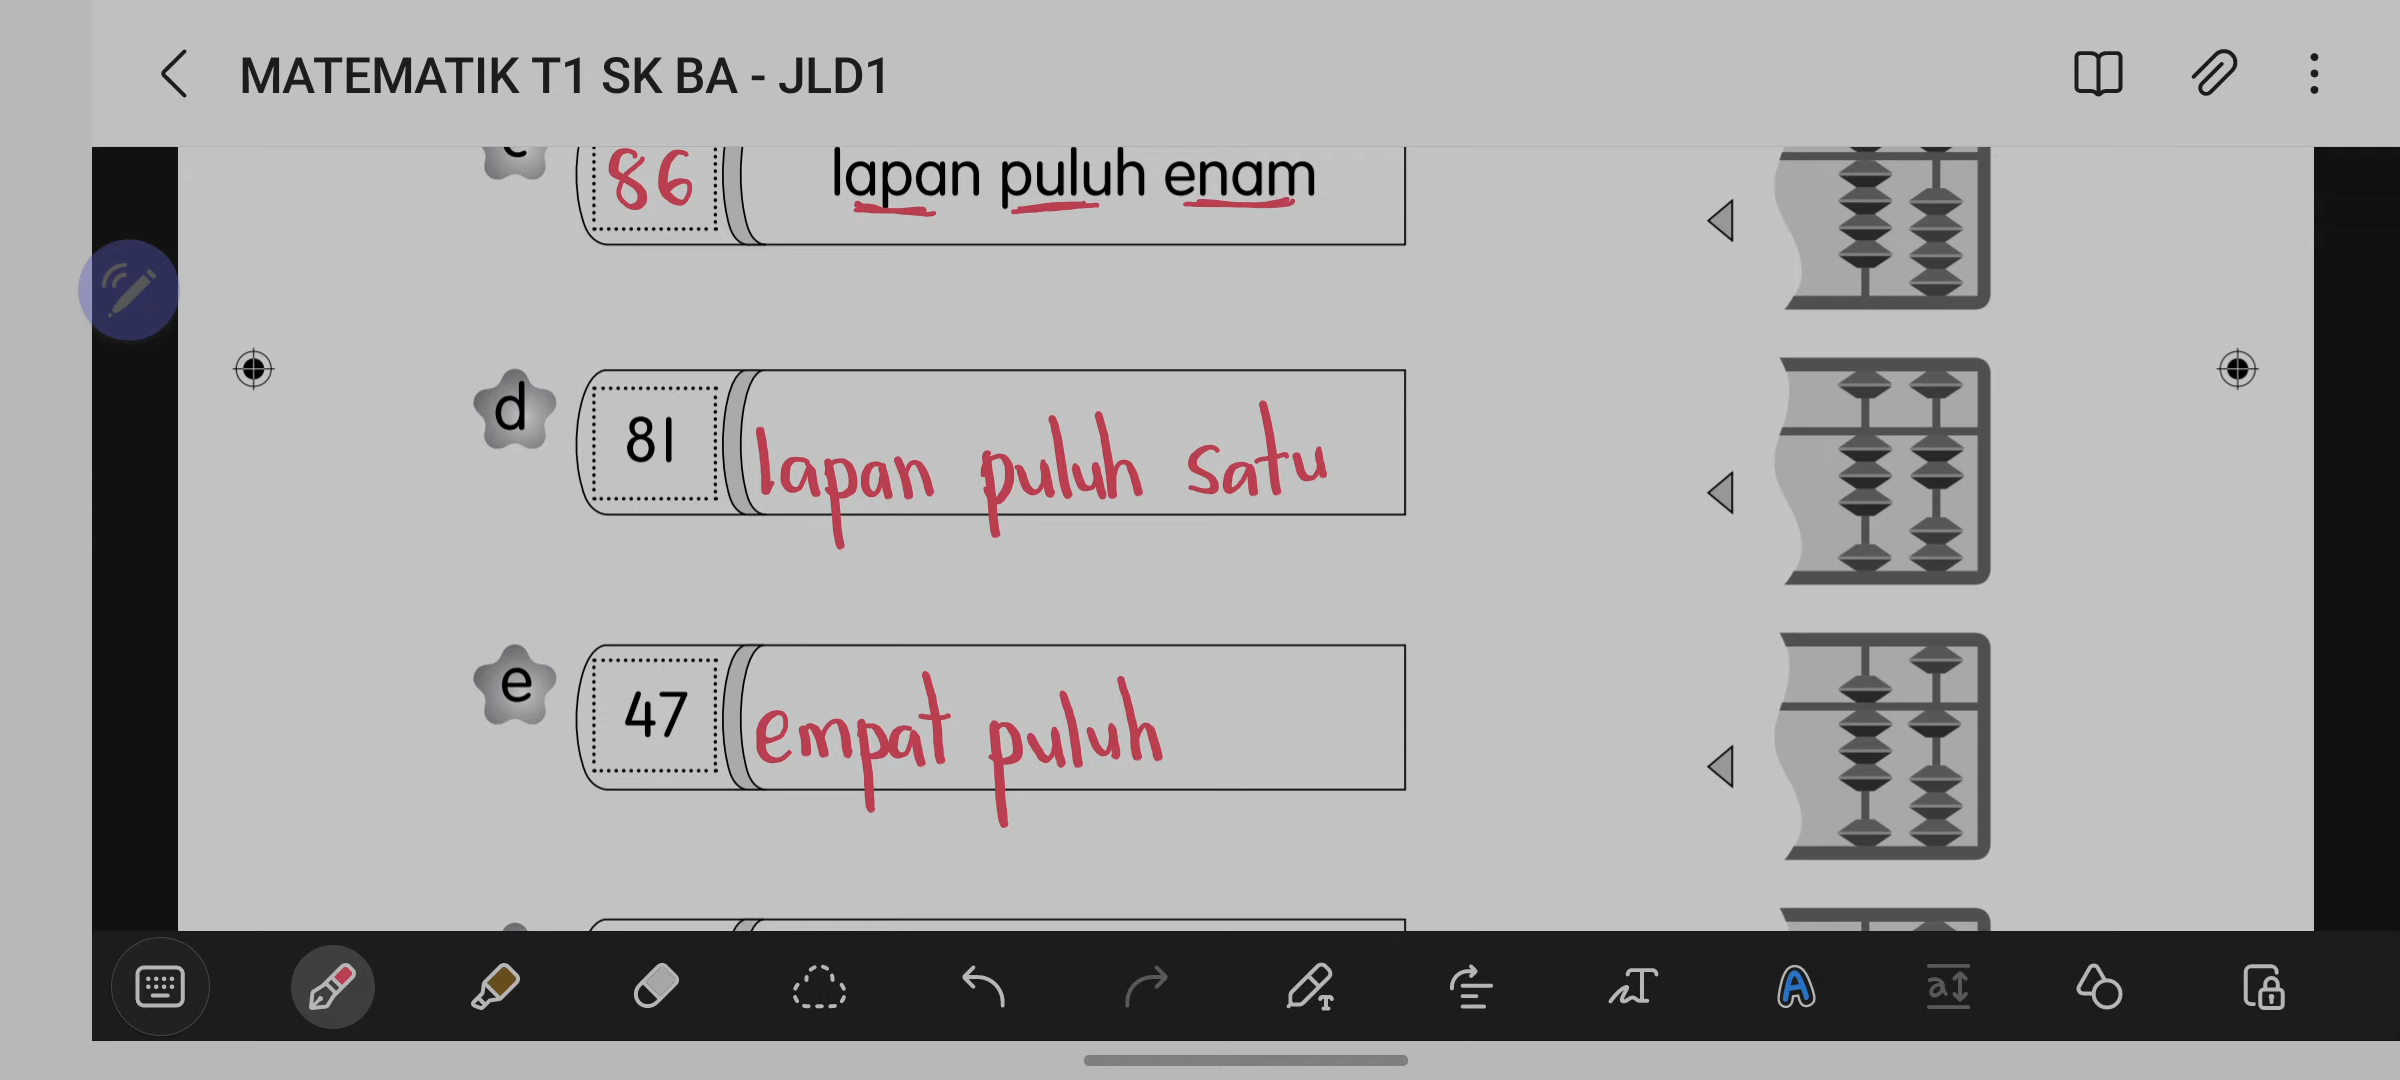 MATEMATIK T1 SK BA - JLD1
86 lapan puluh enam
d 81 lapan puluh satu
e 47 empat puluh